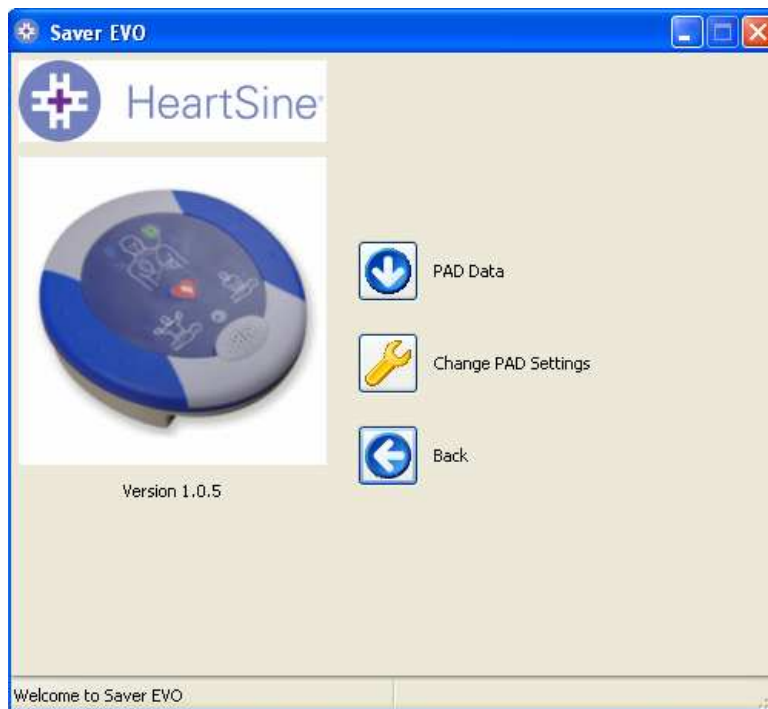 Saver EVO
HeartSine
PAD Data
Change PAD Settings
Back
Version 1.0.5
Welcome to Saver EVO